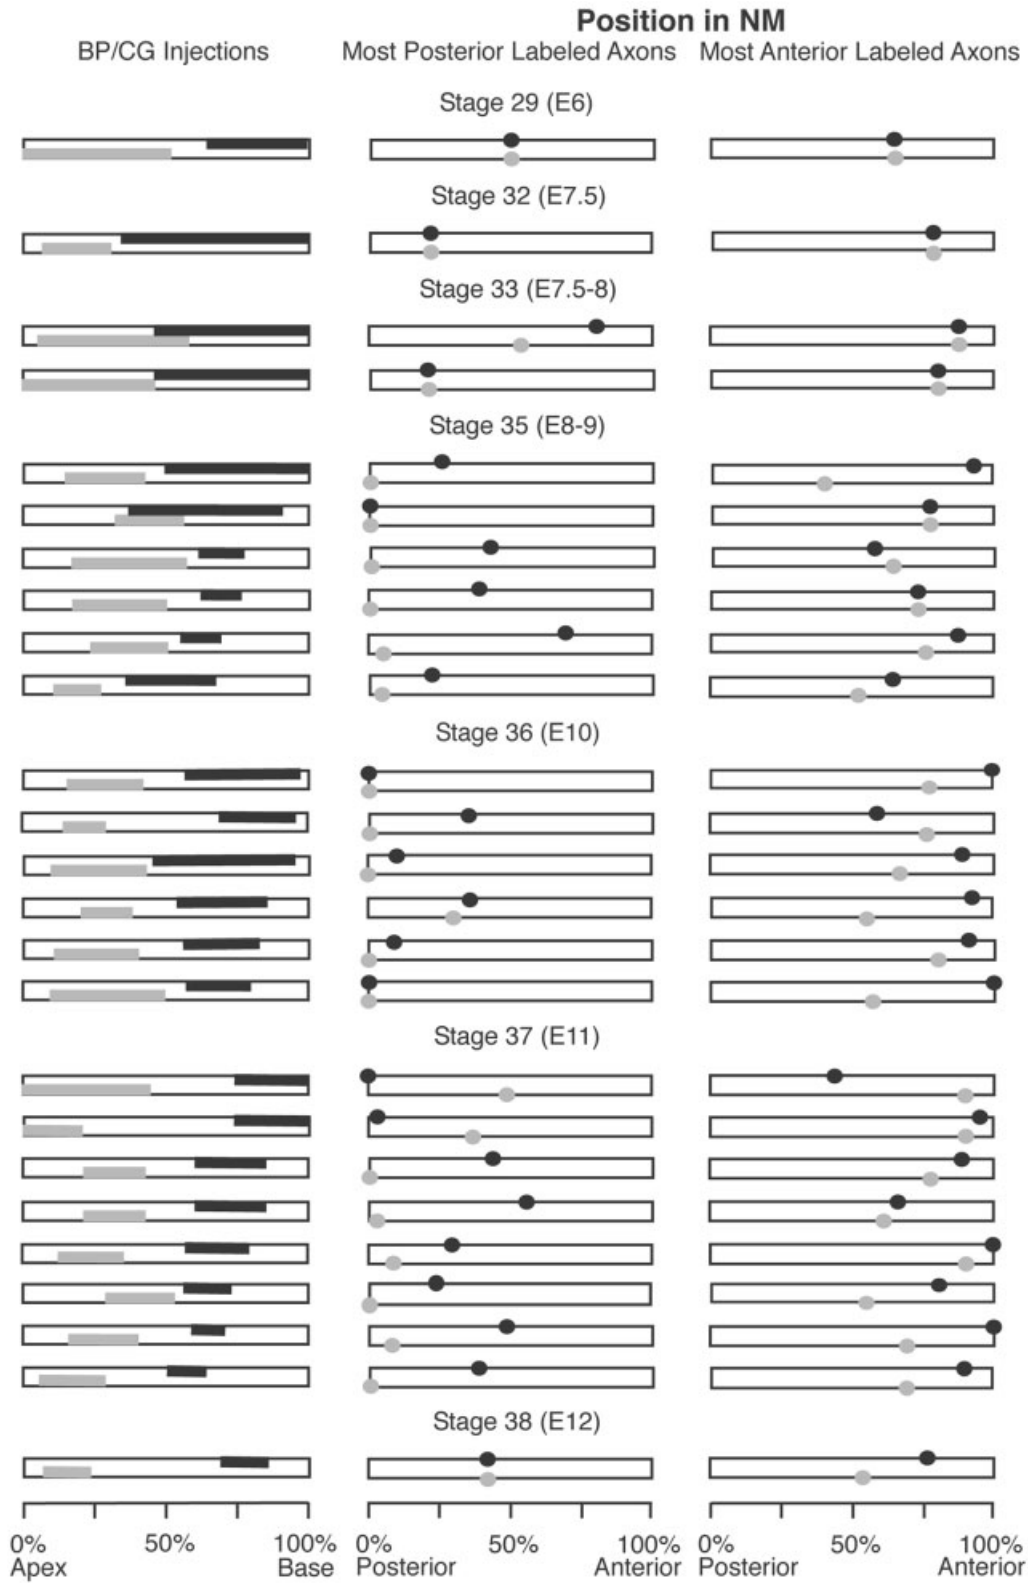 Position in NM
BP/CG Injections Most Posterior Labeled Axons Most Anterior Labeled Axons
Stage 29 (E6)
Stage 32 (E7.5)
Stage 33 (E7.5-8)
Stage 35 (E8-9)
Stage 36 (E10)
Stage 37 (E11)
Stage 38 (E12)
0% 50% 100% 0% 50% 100% 0% 50% 100%
Apex Base Posterior Anterior Posterior Anterior